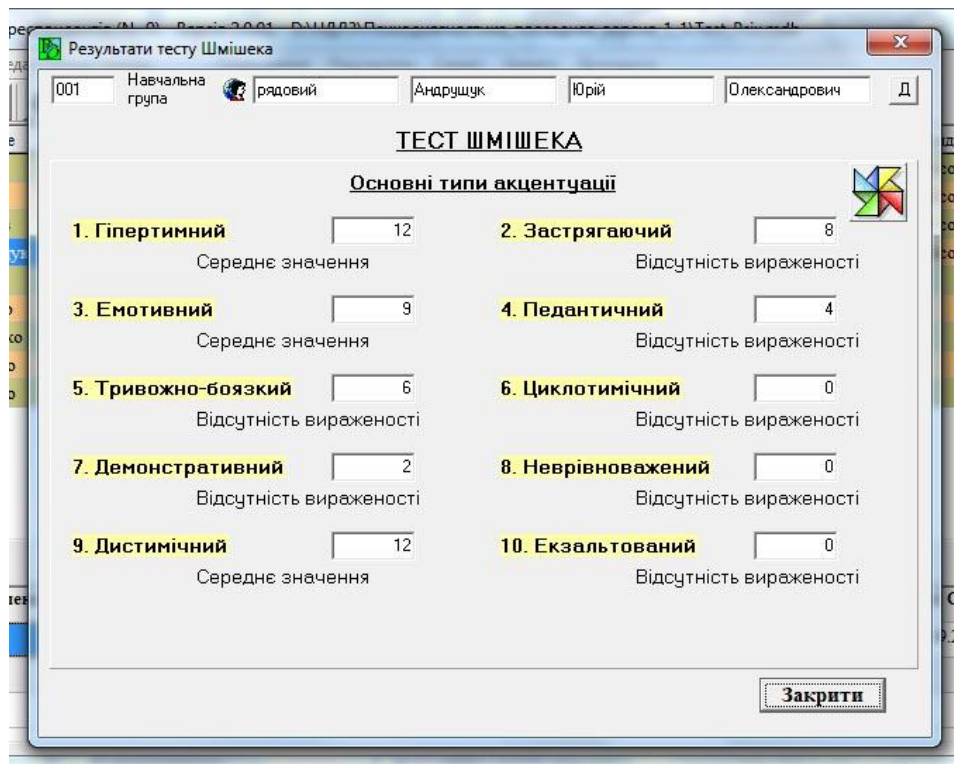 Результати тесту Шмішека
001 Навчальна група рядовий Андрущук Юрій Олександрович Д
ТЕСТ ШМІШЕКА
Основні типи акцентуації
1. Гіпертимний 12 2. Застрягаючий 8
Середнє значення Відсутність вираженості
3. Емотивний 9 4. Педантичний 4
Середнє значення Відсутність вираженості
5. Тривожно-боязкий 6 6. Циклотимічний 0
Відсутність вираженості Відсутність вираженості
7. Демонстративний 2 8. Неврівноважений 0
Відсутність вираженості Відсутність вираженості
9. Дистимічний 12 10. Екзальтований 0
Середнє значення Відсутність вираженості
Закрити